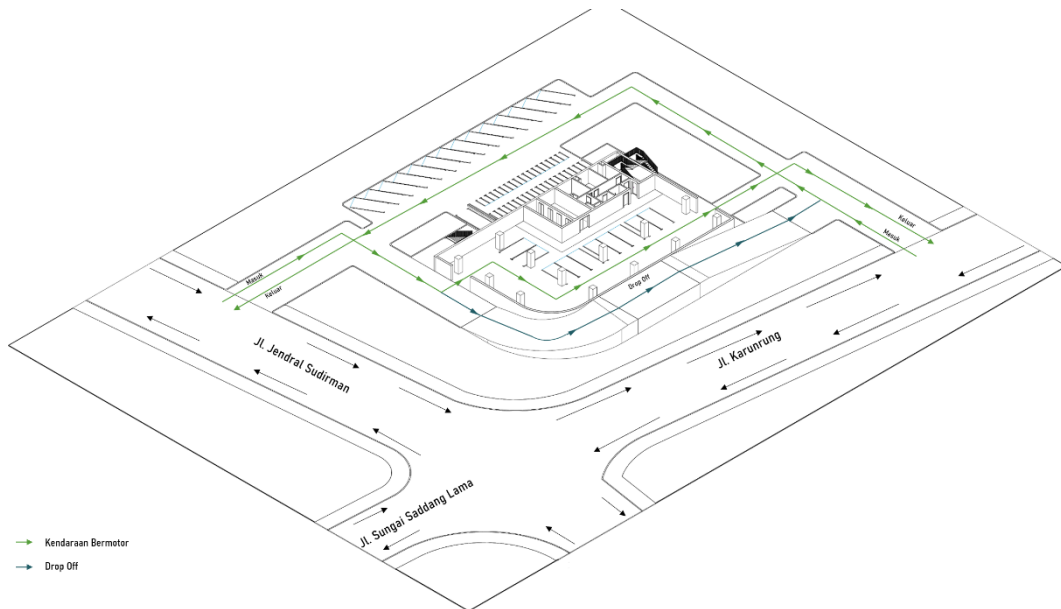 Keluar
Masuk
Masuk
Keluar
Drop Off
Jl. Jendral Sudirman
Jl. Karunrung
Jl. Sungai Saddang Lama
Kendaraan Bermotor
Drop Off